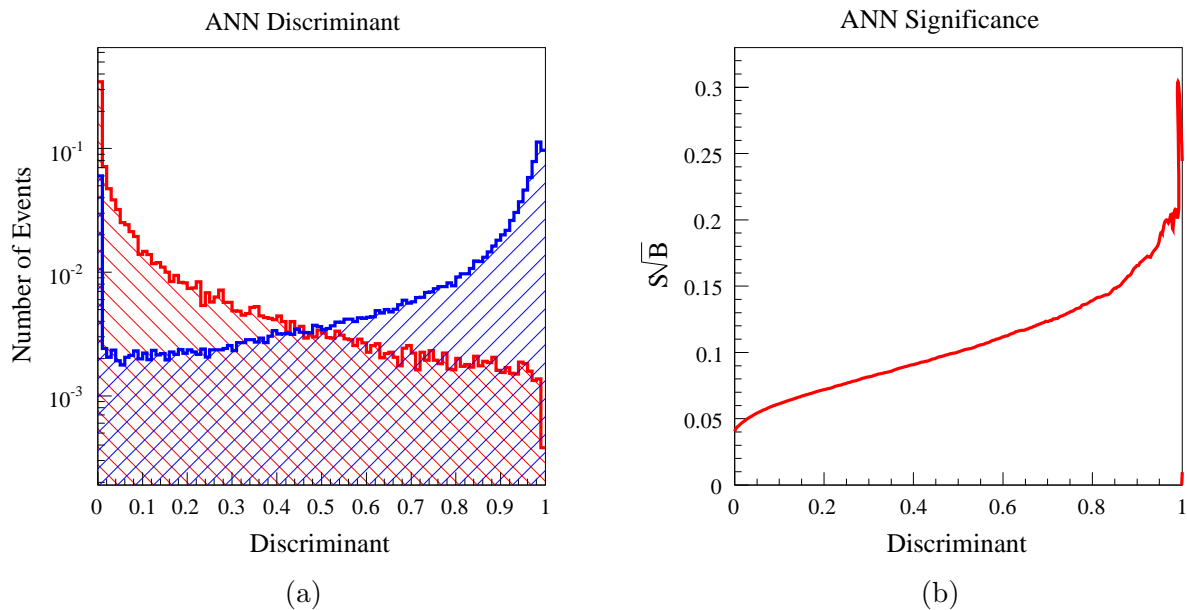 ANN Discriminant
Number of Events
10⁻¹
10⁻²
10⁻³
0 0.1 0.2 0.3 0.4 0.5 0.6 0.7 0.8 0.9 1
Discriminant
(a)
ANN Significance
S√B
0.3
0.25
0.2
0.15
0.1
0.05
0
0 0.2 0.4 0.6 0.8 1
Discriminant
(b)